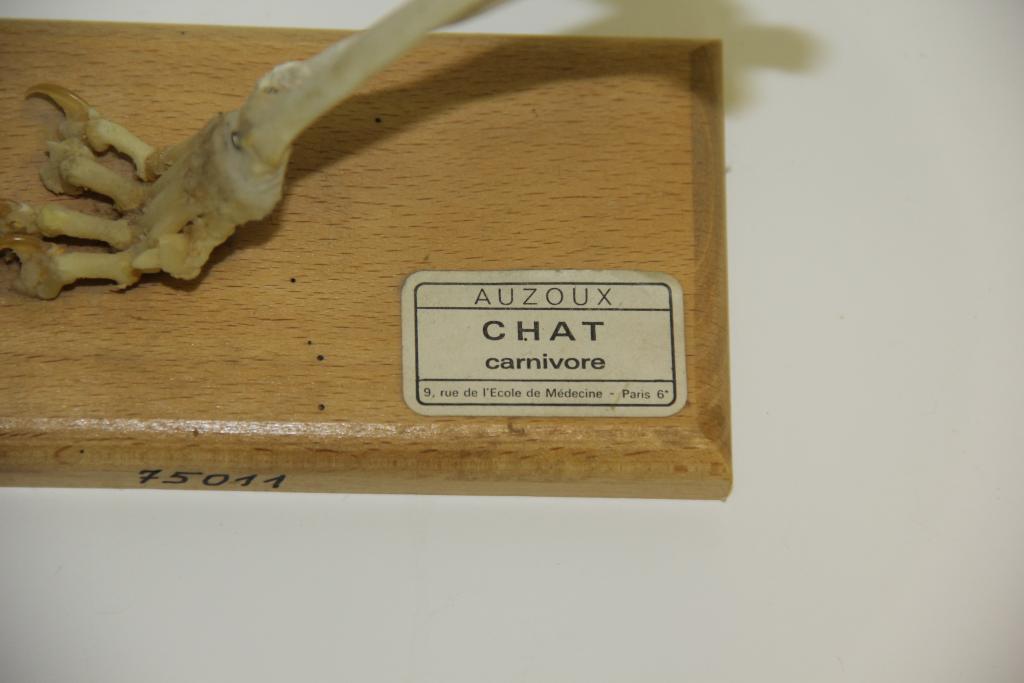 AUZOUX
CHAT
carnivore
9, rue de l'Ecole de Médecine - Paris 6e
75011